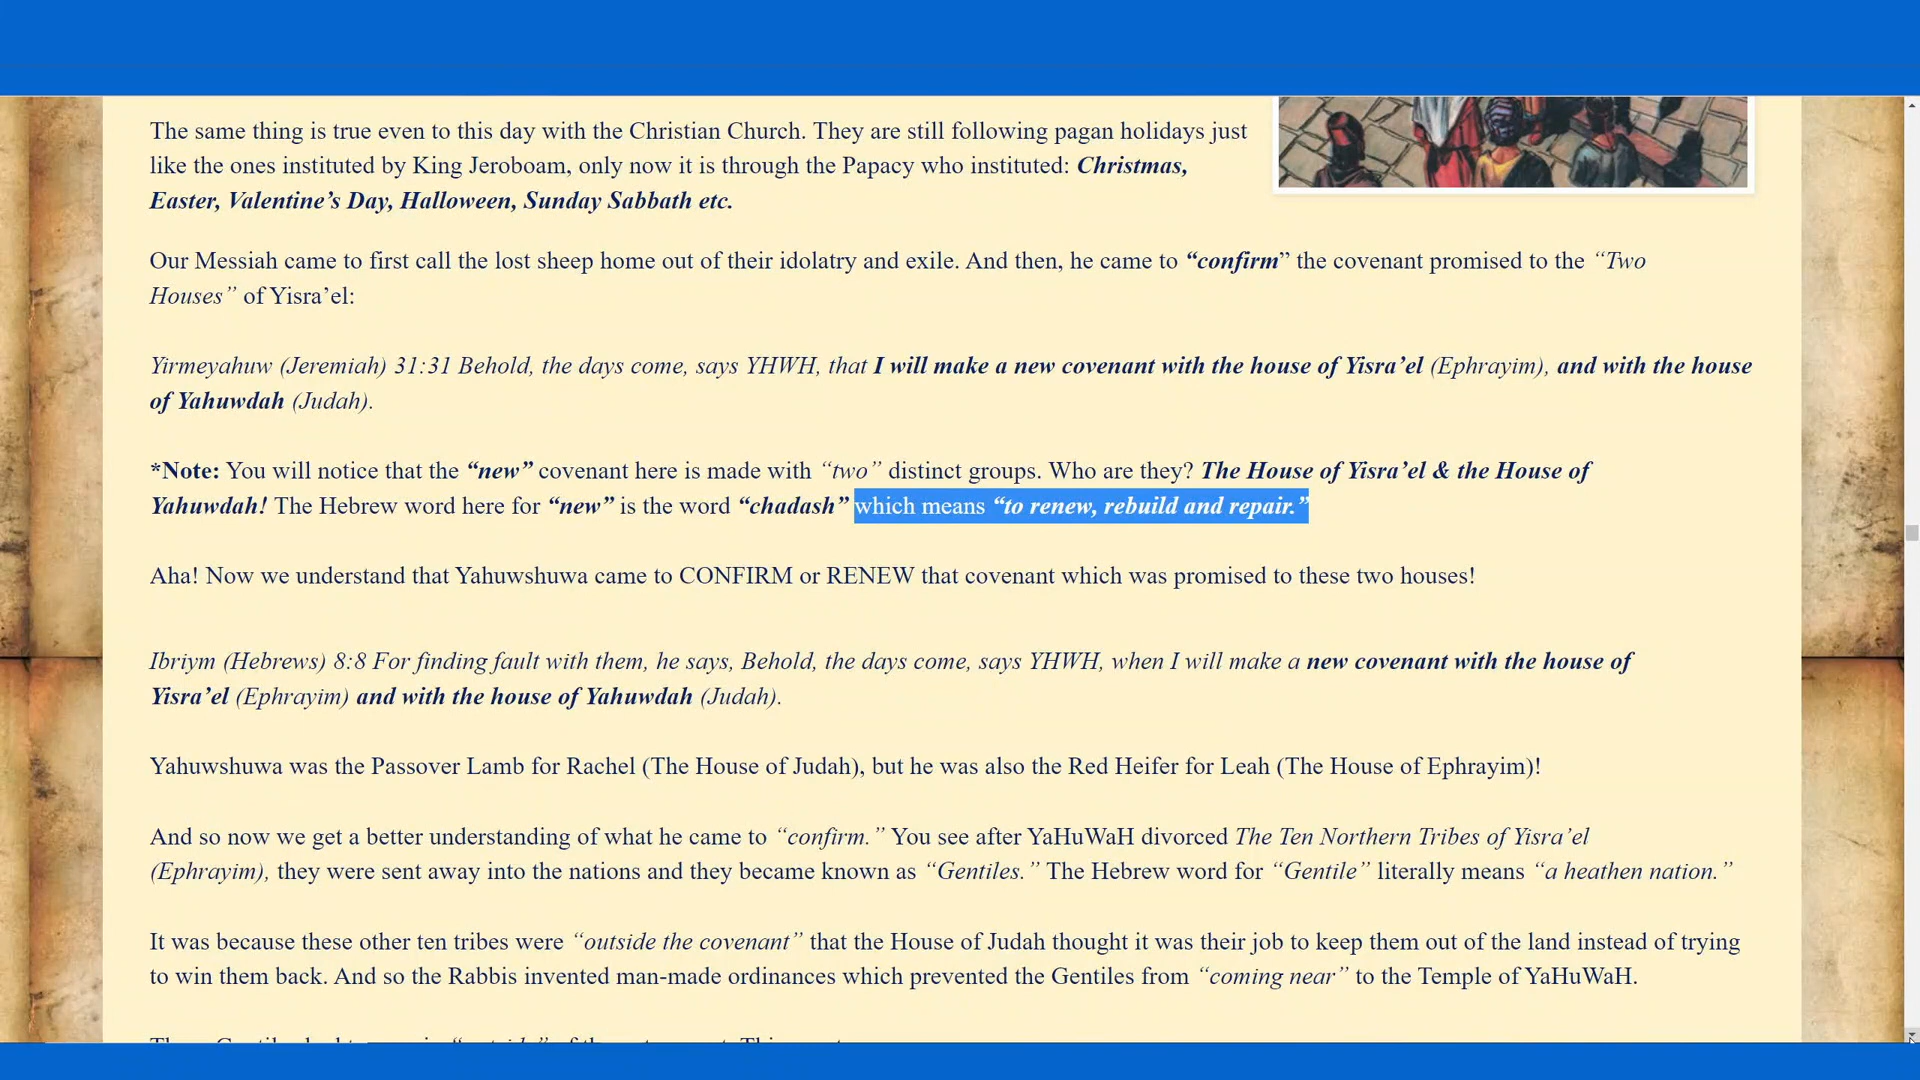 The same thing is true even to this day with the Christian Church. They are still following pagan holidays just
like the ones instituted by King Jeroboam, only now it is through the Papacy who instituted: Christmas,
Easter, Valentine’s Day, Halloween, Sunday Sabbath etc.
Our Messiah came to first call the lost sheep home out of their idolatry and exile. And then, he came to “confirm” the covenant promised to the “Two
Houses” of Yisra’el:
Yirmeyahuw (Jeremiah) 31:31 Behold, the days come, says YHWH, that I will make a new covenant with the house of Yisra’el (Ephrayim), and with the house
of Yahuwdah (Judah).
*Note: You will notice that the “new” covenant here is made with “two” distinct groups. Who are they? The House of Yisra’el & the House of
Yahuwdah! The Hebrew word here for “new” is the word “chadash” which means “to renew, rebuild and repair.”
Aha! Now we understand that Yahuwshuwa came to CONFIRM or RENEW that covenant which was promised to these two houses!
Ibriym (Hebrews) 8:8 For finding fault with them, he says, Behold, the days come, says YHWH, when I will make a new covenant with the house of
Yisra’el (Ephrayim) and with the house of Yahuwdah (Judah).
Yahuwshuwa was the Passover Lamb for Rachel (The House of Judah), but he was also the Red Heifer for Leah (The House of Ephrayim)!
And so now we get a better understanding of what he came to “confirm.” You see after YaHuWaH divorced The Ten Northern Tribes of Yisra’el
(Ephrayim), they were sent away into the nations and they became known as “Gentiles.” The Hebrew word for “Gentile” literally means “a heathen nation.”
It was because these other ten tribes were “outside the covenant” that the House of Judah thought it was their job to keep them out of the land instead of trying
to win them back. And so the Rabbis invented man-made ordinances which prevented the Gentiles from “coming near” to the Temple of YaHuWaH.